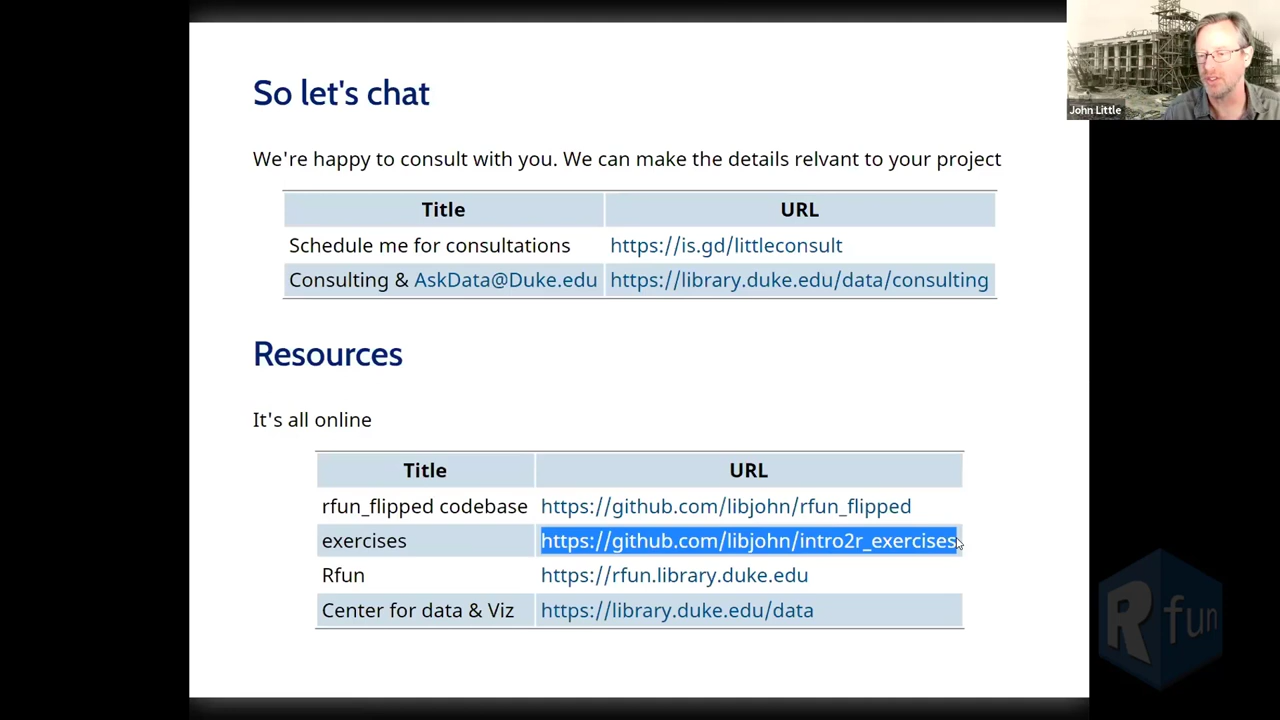 So let's chat
We're happy to consult with you. We can make the details relvant to your project
Title URL
Schedule me for consultations https://is.gd/littleconsult
Consulting & AskData@Duke.edu https://library.duke.edu/data/consulting
Resources
It's all online
Title URL
rfun_flipped codebase https://github.com/libjohn/rfun_flipped
exercises https://github.com/libjohn/intro2r_exercises
Rfun https://rfun.library.duke.edu
Center for data & Viz https://library.duke.edu/data
John Little
R fun